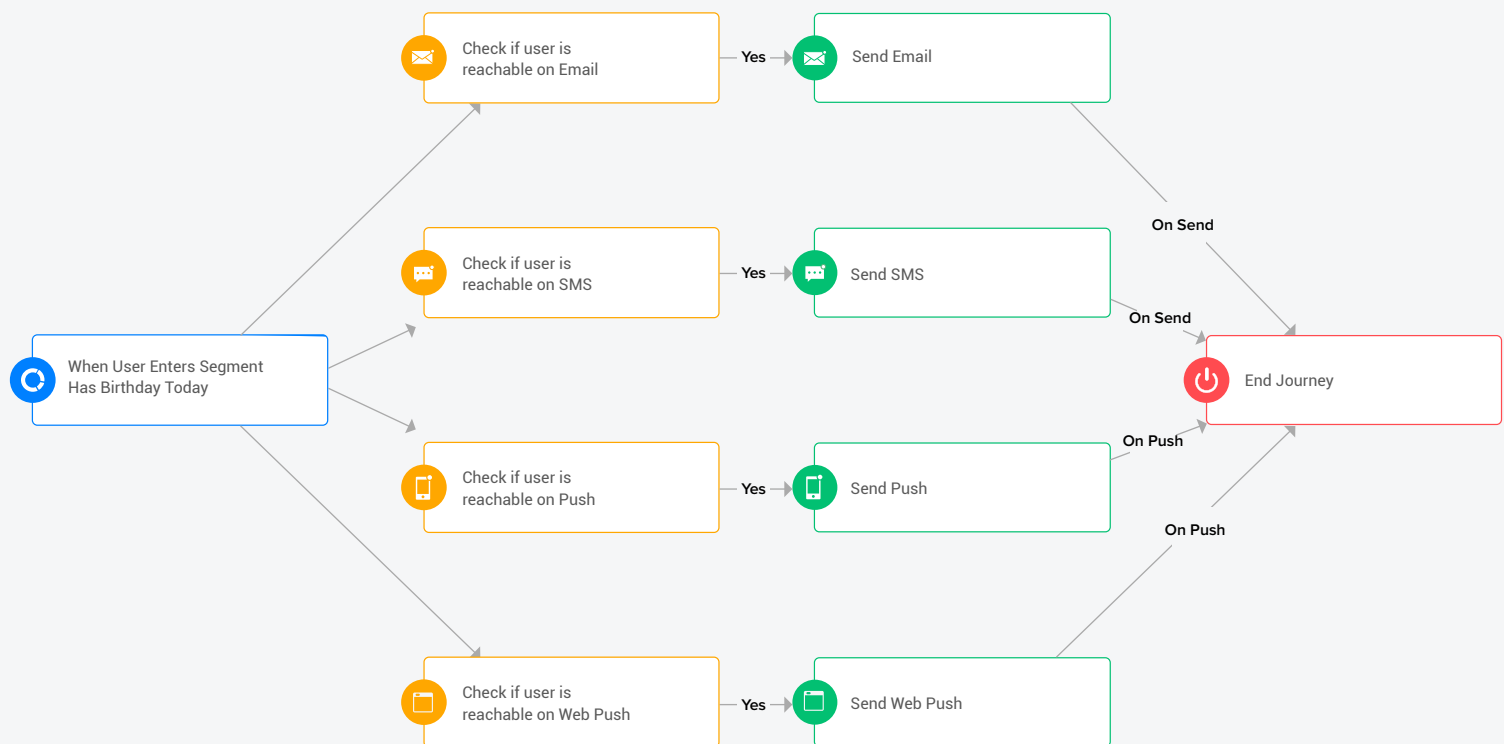 Check if user is
reachable on Email
Yes
Send Email
On Send
Check if user is
reachable on SMS
Yes
Send SMS
On Send
When User Enters Segment
Has Birthday Today
End Journey
Check if user is
reachable on Push
Yes
Send Push
On Push
On Push
Check if user is
reachable on Web Push
Yes
Send Web Push